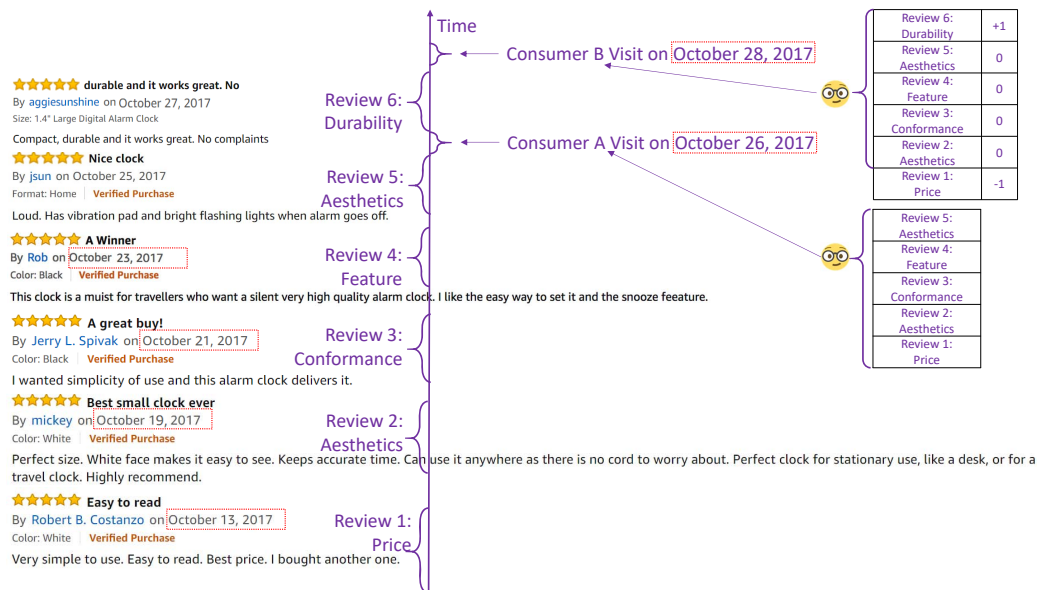 Time
Consumer B Visit on October 28, 2017
Consumer A Visit on October 26, 2017
durable and it works great. No
By aggiesunshine on October 27, 2017
Size: 1.4" Large Digital Alarm Clock
Compact, durable and it works great. No complaints
Review 6:
Durability
Nice clock
By jsun on October 25, 2017
Format: Home | Verified Purchase
Loud. Has vibration pad and bright flashing lights when alarm goes off.
Review 5:
Aesthetics
A Winner
By Rob on October 23, 2017
Color: Black | Verified Purchase
This clock is a muist for travellers who want a silent very high quality alarm clock. I like the easy way to set it and the snooze feeature.
Review 4:
Feature
A great buy!
By Jerry L. Spivak on October 21, 2017
Color: Black | Verified Purchase
I wanted simplicity of use and this alarm clock delivers it.
Review 3:
Conformance
Best small clock ever
By mickey on October 19, 2017
Color: White | Verified Purchase
Perfect size. White face makes it easy to see. Keeps accurate time. Can use it anywhere as there is no cord to worry about. Perfect clock for stationary use, like a desk, or for a
travel clock. Highly recommend.
Review 2:
Aesthetics
Easy to read
By Robert B. Costanzo on October 13, 2017
Color: White | Verified Purchase
Very simple to use. Easy to read. Best price. I bought another one.
Review 1:
Price
Review 6:
Durability
+1
Review 5:
Aesthetics
0
Review 4:
Feature
0
Review 3:
Conformance
0
Review 2:
Aesthetics
0
Review 1:
Price
-1
Review 5:
Aesthetics
Review 4:
Feature
Review 3:
Conformance
Review 2:
Aesthetics
Review 1:
Price